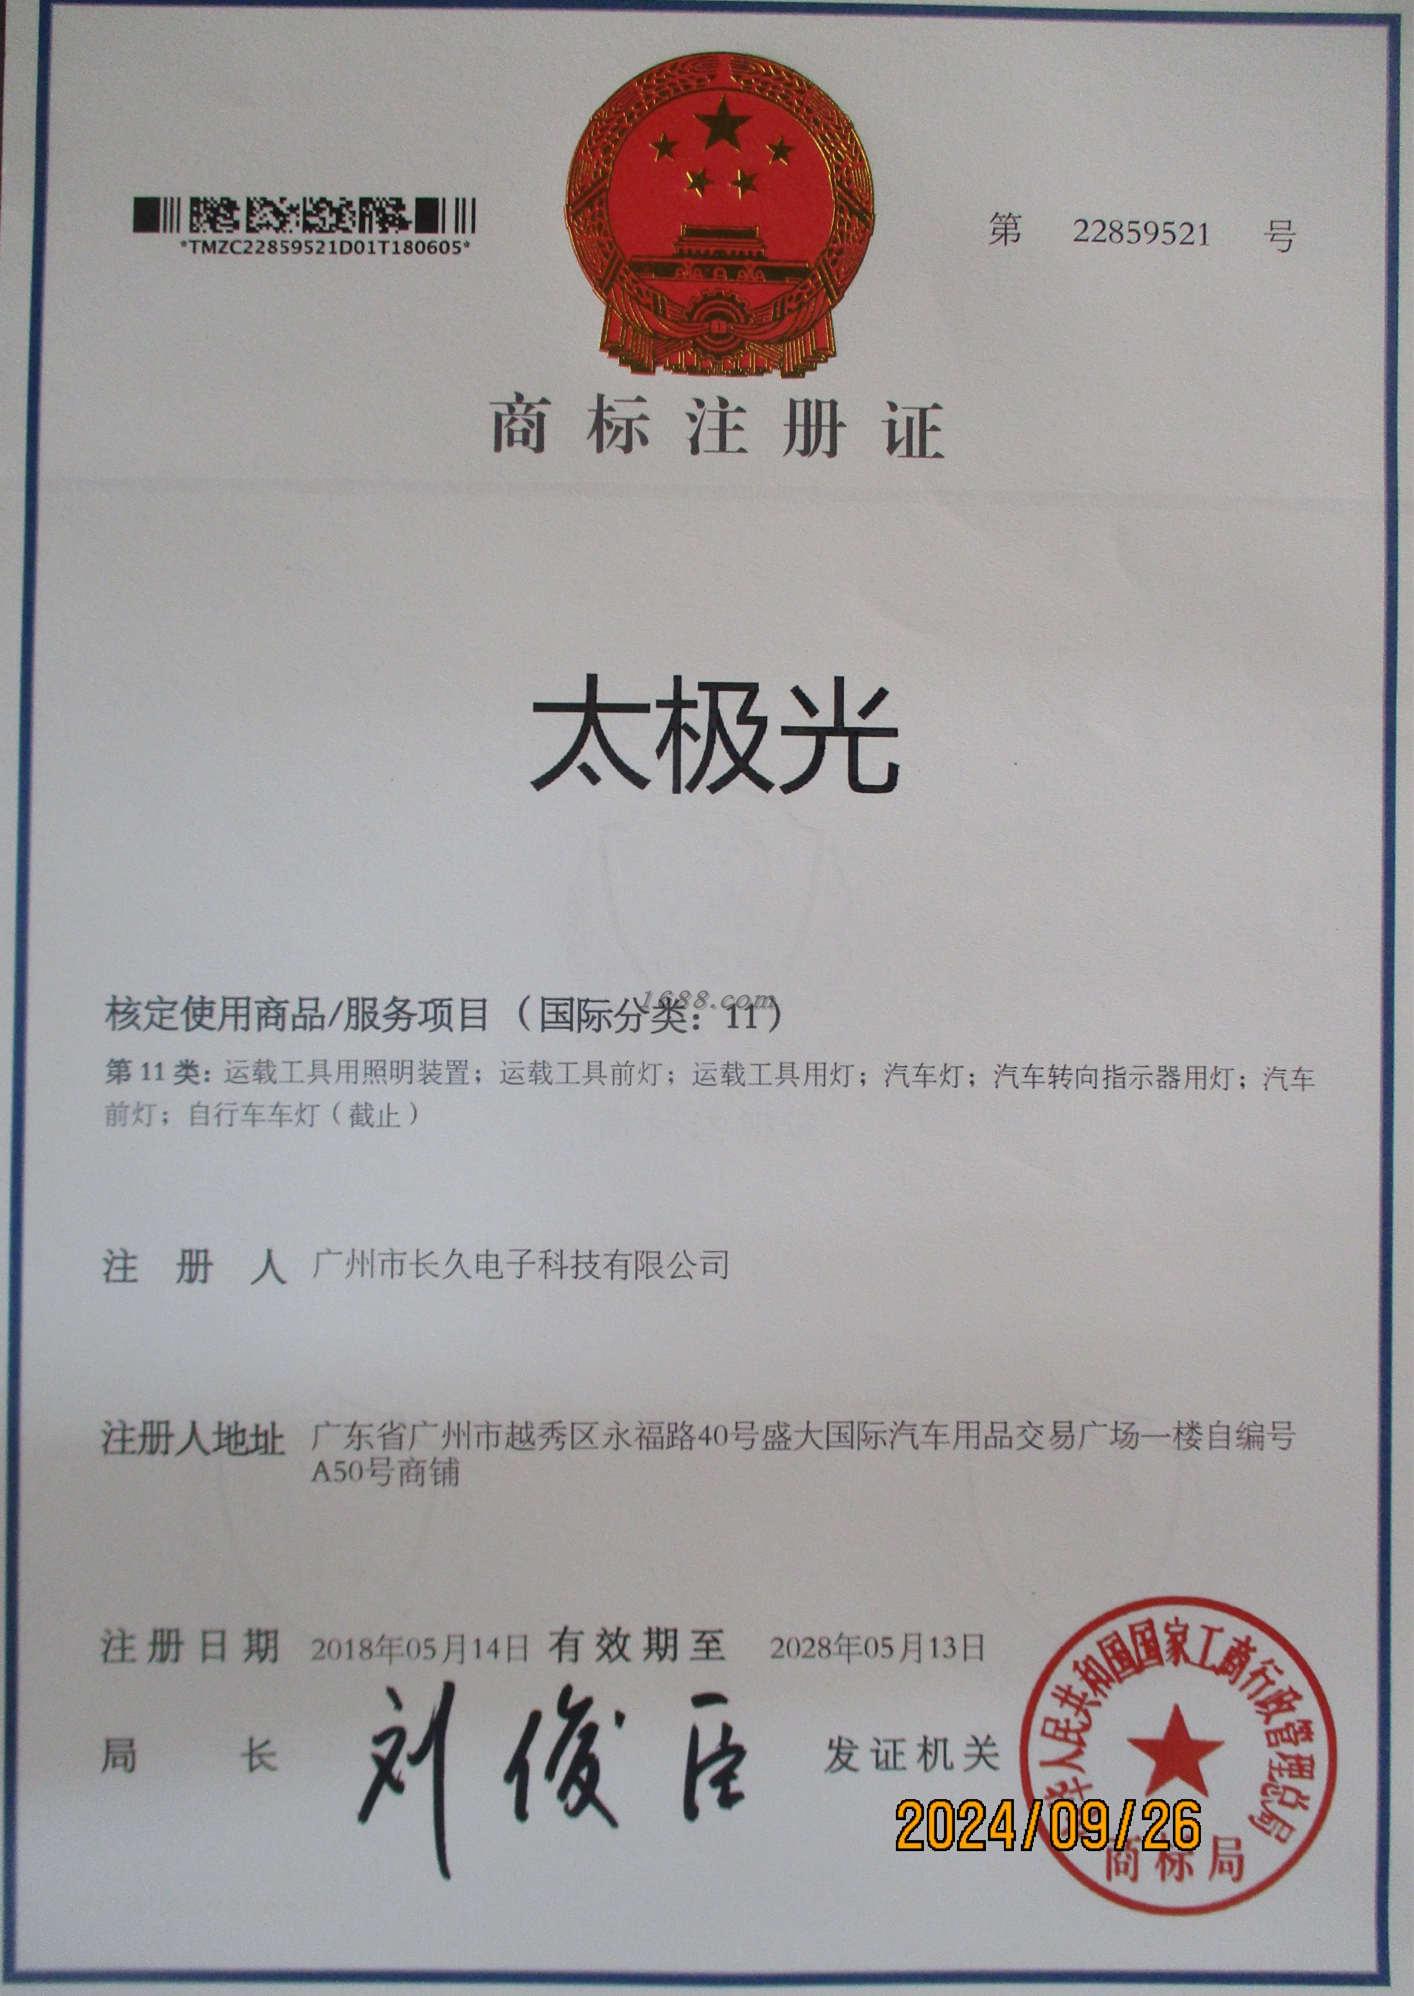 *TMZC22859521D01T180605*
第 22859521 号
商标注册证
太极光
1688.com
核定使用商品/服务项目（国际分类：11）
第 11 类：运载工具用照明装置；运载工具前灯；运载工具用灯；汽车灯；汽车转向指示器用灯；汽车
前灯；自行车车灯（截止）
注册人 广州市长久电子科技有限公司
注册人地址 广东省广州市越秀区永福路40号盛大国际汽车用品交易广场一楼自编号
A50号商铺
注册日期 2018年05月14日 有效期至 2028年05月13日
局长 刘俊臣 发证机关
中华人民共和国国家工商行政管理总局
商标局
2024/09/26